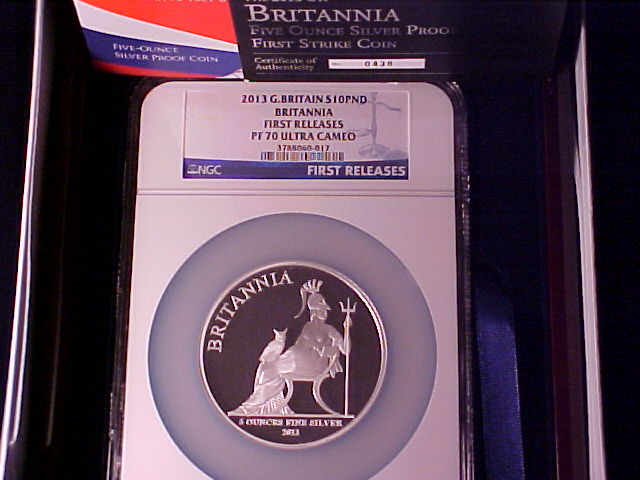 BRITANNIA
FIVE OUNCE SILVER PROOF
FIRST STRIKE COIN
Certificate of
Authenticity
No. 0438
FIVE-OUNCE
SILVER PROOF COIN
2013 G.BRITAIN S10PND
BRITANNIA
FIRST RELEASES
PF 70 ULTRA CAMEO
3788060-017
NGC FIRST RELEASES
BRITANNIA
5 OUNCES FINE SILVER
2013